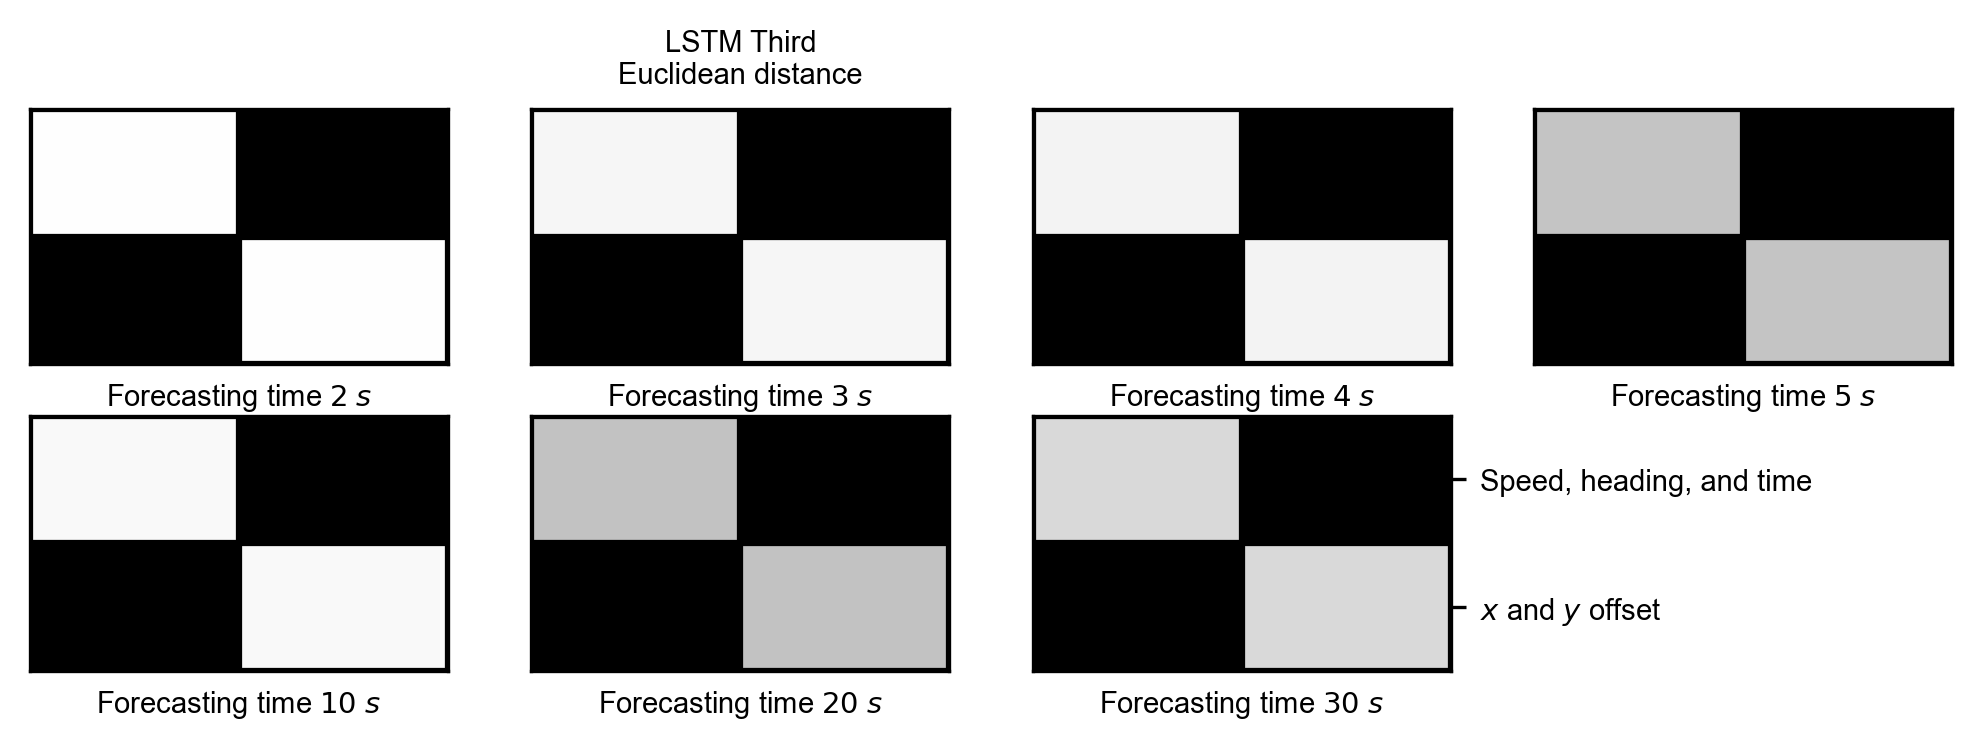 LSTM Third
Euclidean distance
Forecasting time 2 s
Forecasting time 3 s
Forecasting time 4 s
Forecasting time 5 s
Speed, heading, and time
x and y offset
Forecasting time 10 s
Forecasting time 20 s
Forecasting time 30 s